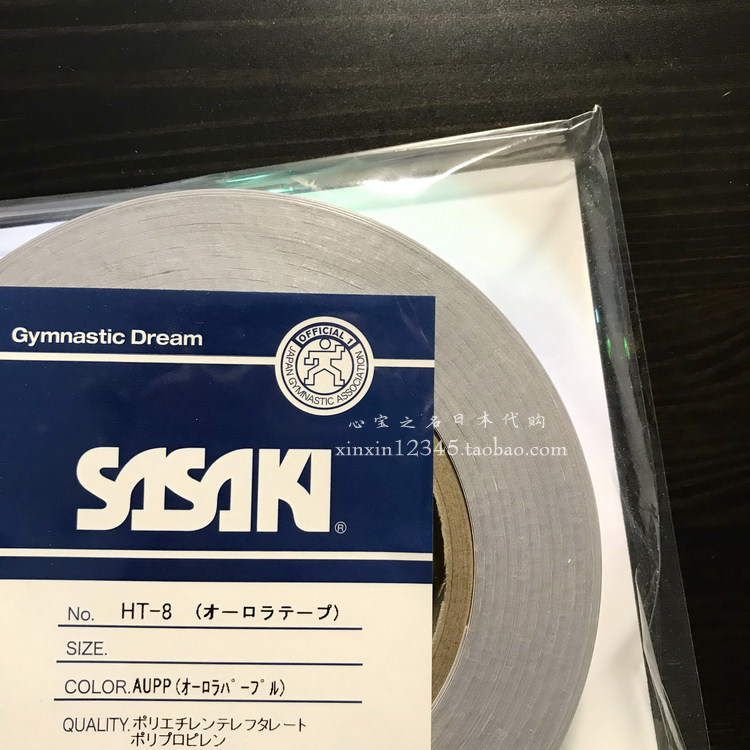 Gymnastic Dream
OFFICIAL 1
JAPAN GYMNASTIC ASSOCIATION
心宝之名日本代购
xinxin12345.taobao.com
SASAKI®
No. HT-8 (オーロラテープ)
SIZE.
COLOR.AUPP(オーロラパープル)
QUALITY.ポリエチレンテレフタレート
ポリプロピレン